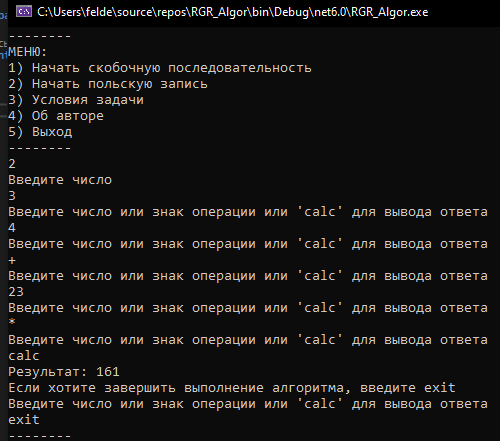 C:\Users\felde\source\repos\RGR_Algor\bin\Debug\net6.0\RGR_Algor.exe
--------
МЕНЮ:
1) Начать скобочную последовательность
2) Начать польскую запись
3) Условия задачи
4) Об авторе
5) Выход
--------
2
Введите число
3
Введите число или знак операции или 'calc' для вывода ответа
4
Введите число или знак операции или 'calc' для вывода ответа
+
Введите число или знак операции или 'calc' для вывода ответа
23
Введите число или знак операции или 'calc' для вывода ответа
*
Введите число или знак операции или 'calc' для вывода ответа
calc
Результат: 161
Если хотите завершить выполнение алгоритма, введите exit
Введите число или знак операции или 'calc' для вывода ответа
exit
--------